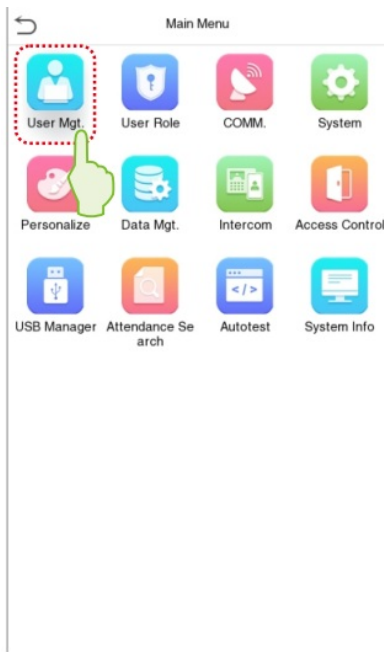 Main Menu
User Mgt.
User Role
COMM.
System
Personalize
Data Mgt.
Intercom
Access Control
USB Manager
Attendance Se
arch
Autotest
System Info